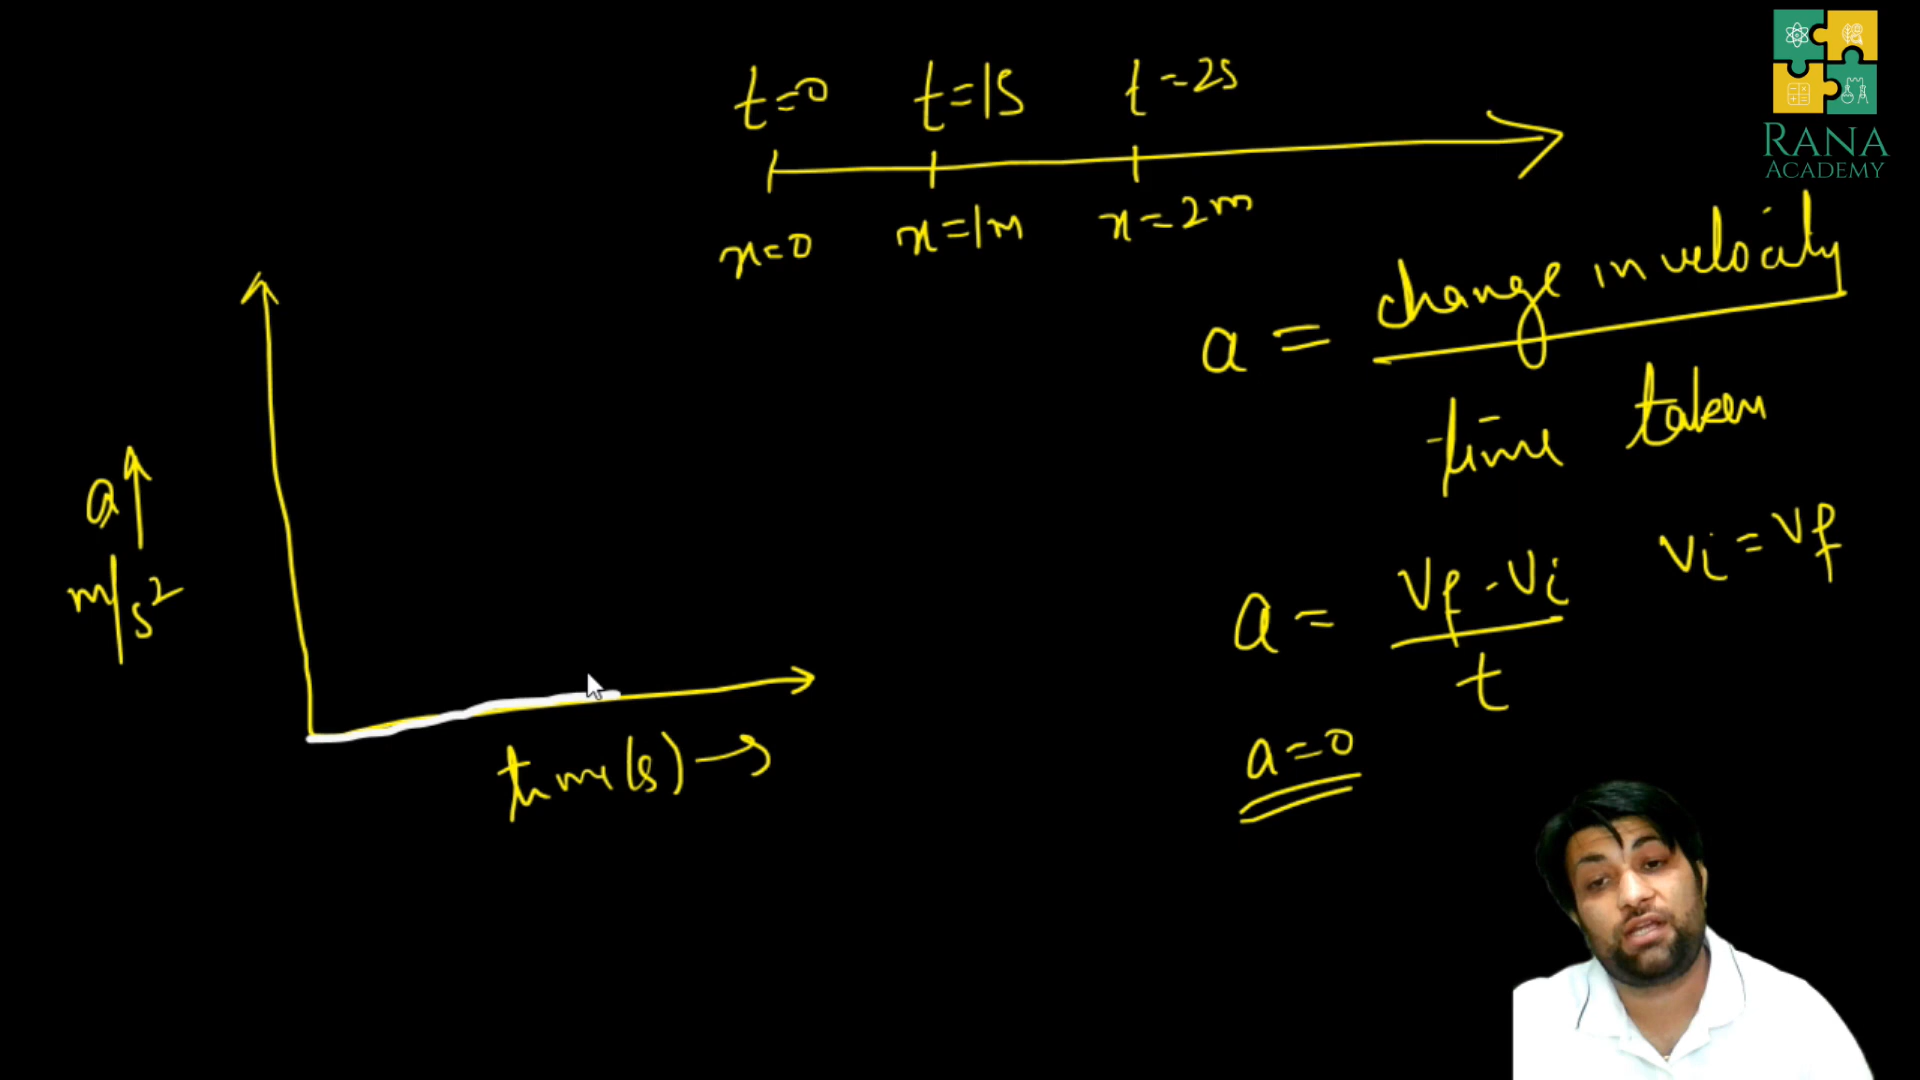 t=0 t=1s t=2s
x=0 x=1m x=2m
RANA
ACADEMY
a = change in velocity
time taken
a = vf - vi
t
vi = vf
a=0
a↑
m/s²
time(s) →